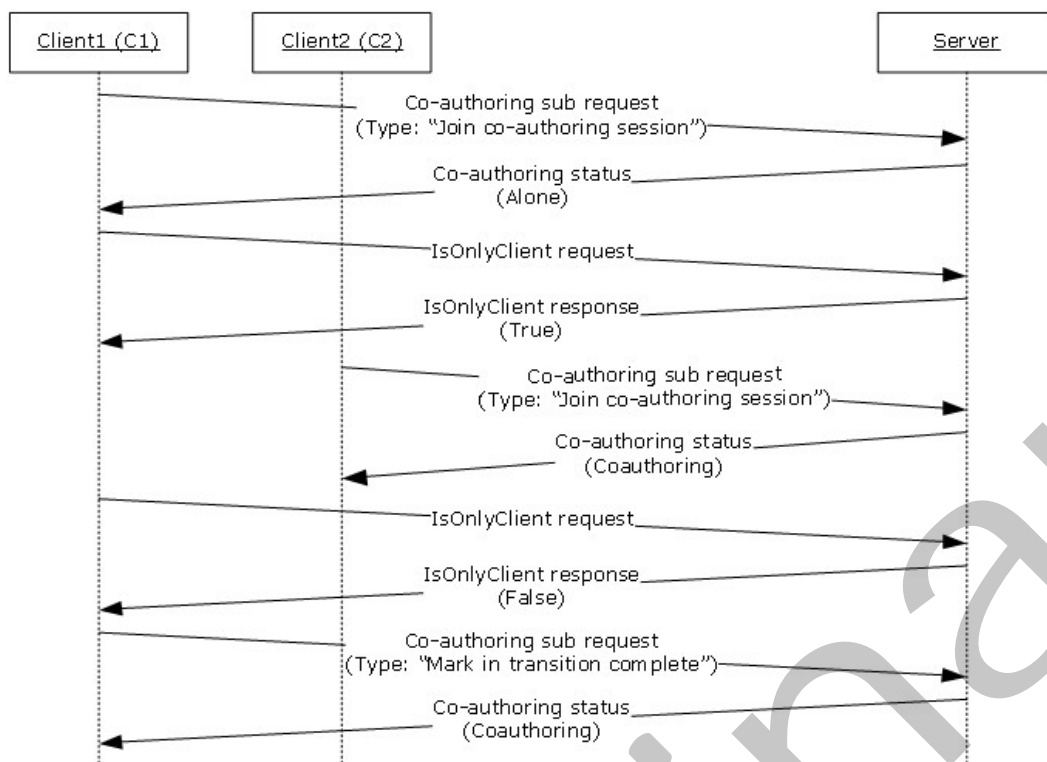 Client1 (C1)
Client2 (C2)
Server
Co-authoring sub request
(Type: “Join co-authoring session”)
Co-authoring status
(Alone)
IsOnlyClient request
IsOnlyClient response
(True)
Co-authoring sub request
(Type: “Join co-authoring session”)
Co-authoring status
(Coauthoring)
IsOnlyClient request
IsOnlyClient response
(False)
Co-authoring sub request
(Type: “Mark in transition complete”)
Co-authoring status
(Coauthoring)